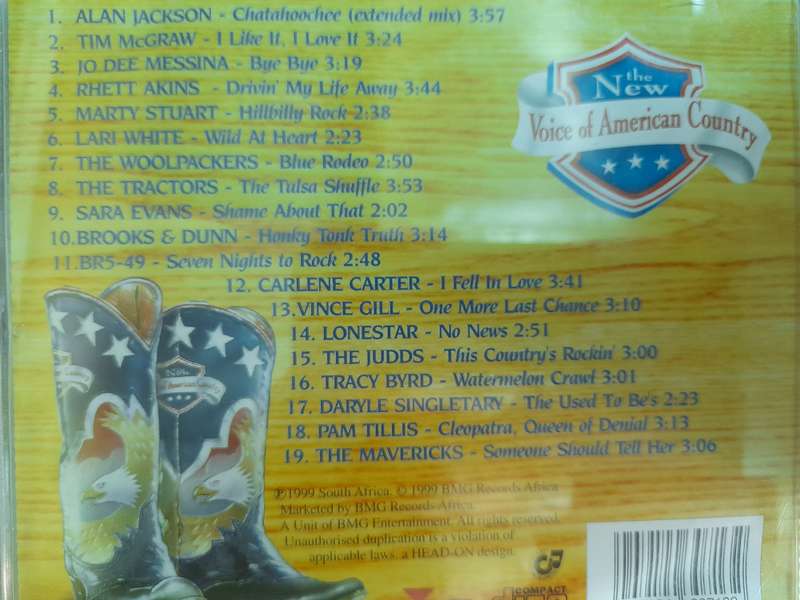 1. ALAN JACKSON - Chatahoochee (extended mix) 3:57
2. TIM McGRAW - I Like It, I Love It 3:24
3. JO DEE MESSINA - Bye Bye 3:19
4. RHETT AKINS - Drivin' My Life Away 3:44
5. MARTY STUART - Hillbilly Rock 2:38
6. LARI WHITE - Wild At Heart 2:23
7. THE WOOLPACKERS - Blue Rodeo 2:50
8. THE TRACTORS - The Tulsa Shuffle 3:53
9. SARA EVANS - Shame About That 2:02
10.BROOKS & DUNN - Honky Tonk Truth 3:14
11.BR5-49 - Seven Nights to Rock 2:48
12. CARLENE CARTER - I Fell In Love 3:41
13.VINCE GILL - One More Last Chance 3:10
14. LONESTAR - No News 2:51
15. THE JUDDS - This Country's Rockin' 3:00
16. TRACY BYRD - Watermelon Crawl 3:01
17. DARYLE SINGLETARY - The Used To Be's 2:23
18. PAM TILLIS - Cleopatra, Queen of Denial 3:13
19. THE MAVERICKS - Someone Should Tell Her 3:06
the
New
Voice of American Country
New
American Country
℗1999 South Africa. © 1999 BMG Records Africa
Marketed by BMG Records Africa.
A Unit of BMG Entertainment. All rights reserved.
Unauthorised duplication is a violation of
applicable laws. a HEAD-ON design.
COMPACT